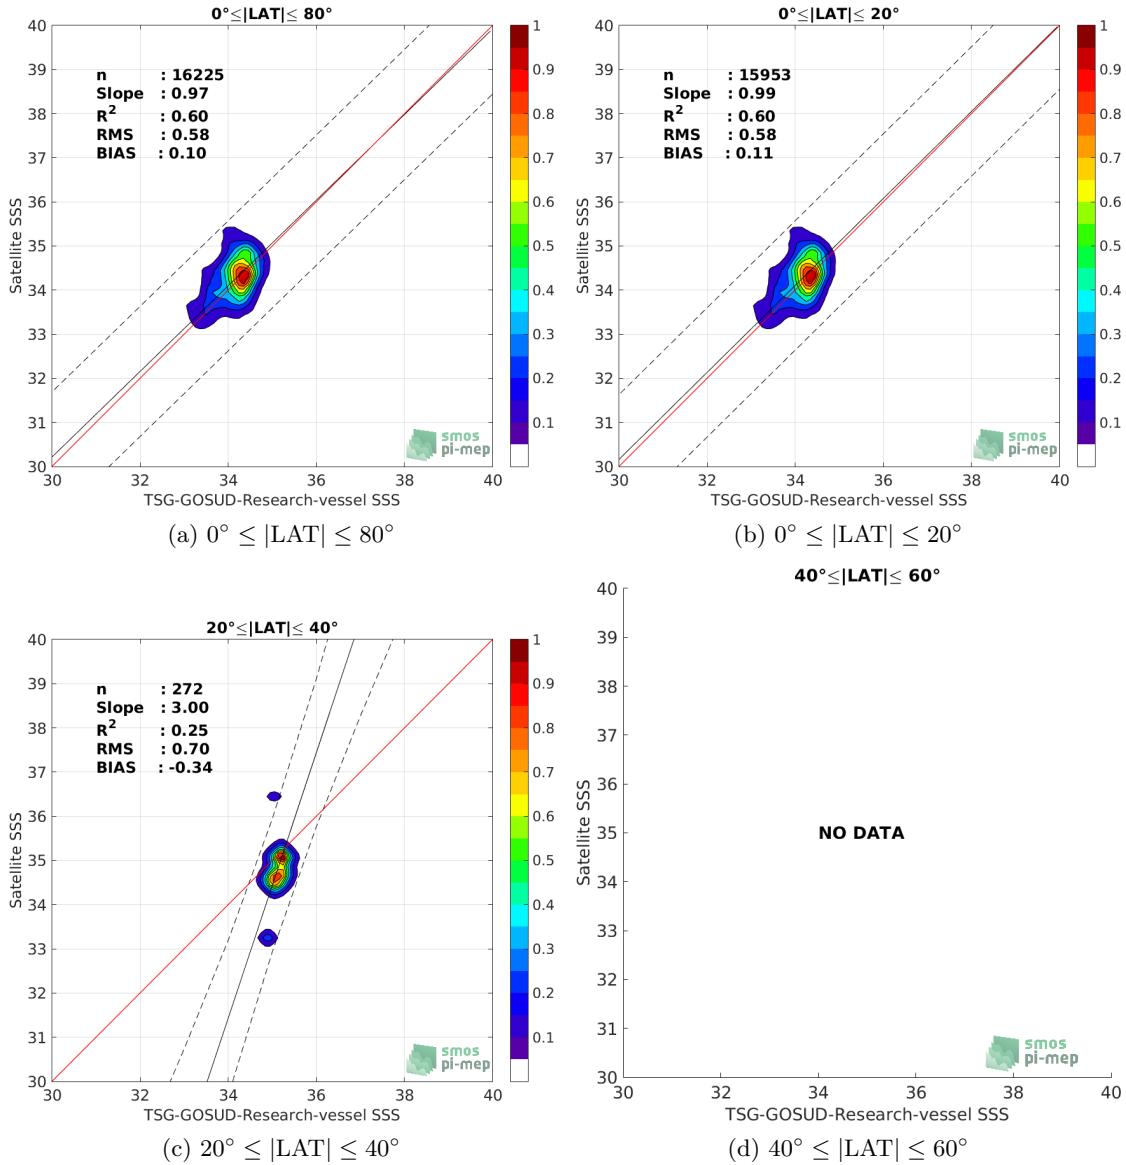 0°≤|LAT|≤ 80°
40
39
38
37
36
35
34
33
32
31
30
Satellite SSS
n : 16225
Slope : 0.97
R² : 0.60
RMS : 0.58
BIAS : 0.10
smos
pi-mep
30 32 34 36 38 40
TSG-GOSUD-Research-vessel SSS
1
0.9
0.8
0.7
0.6
0.5
0.4
0.3
0.2
0.1
(a) 0° ≤ |LAT| ≤ 80°
0°≤|LAT|≤ 20°
40
39
38
37
36
35
34
33
32
31
30
Satellite SSS
n : 15953
Slope : 0.99
R² : 0.60
RMS : 0.58
BIAS : 0.11
smos
pi-mep
30 32 34 36 38 40
TSG-GOSUD-Research-vessel SSS
1
0.9
0.8
0.7
0.6
0.5
0.4
0.3
0.2
0.1
(b) 0° ≤ |LAT| ≤ 20°
20°≤|LAT|≤ 40°
40
39
38
37
36
35
34
33
32
31
30
Satellite SSS
n : 272
Slope : 3.00
R² : 0.25
RMS : 0.70
BIAS : -0.34
smos
pi-mep
30 32 34 36 38 40
TSG-GOSUD-Research-vessel SSS
1
0.9
0.8
0.7
0.6
0.5
0.4
0.3
0.2
0.1
(c) 20° ≤ |LAT| ≤ 40°
40°≤|LAT|≤ 60°
40
39
38
37
36
35
34
33
32
31
30
Satellite SSS
NO DATA
smos
pi-mep
30 32 34 36 38 40
TSG-GOSUD-Research-vessel SSS
(d) 40° ≤ |LAT| ≤ 60°